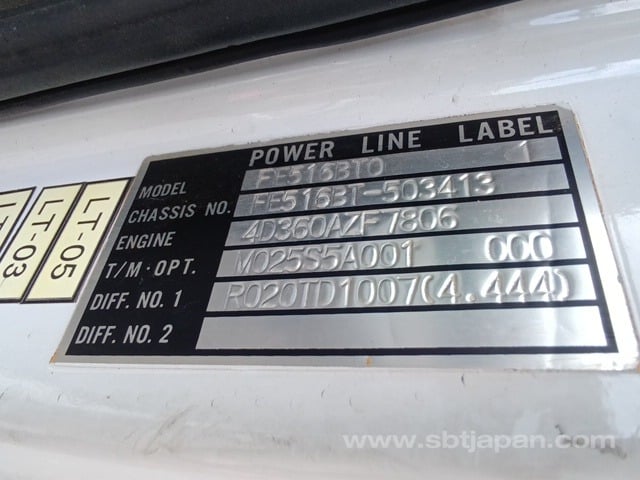 POWER LINE LABEL
MODEL FE516BT0 1
CHASSIS NO. FE516BT-503413
ENGINE 4D360AZF7806
T/M·OPT. M025S5A001 000
DIFF. NO. 1 R020TD1007(4.444)
DIFF. NO. 2
LT-03
LT-05
www.sbtjapan.com